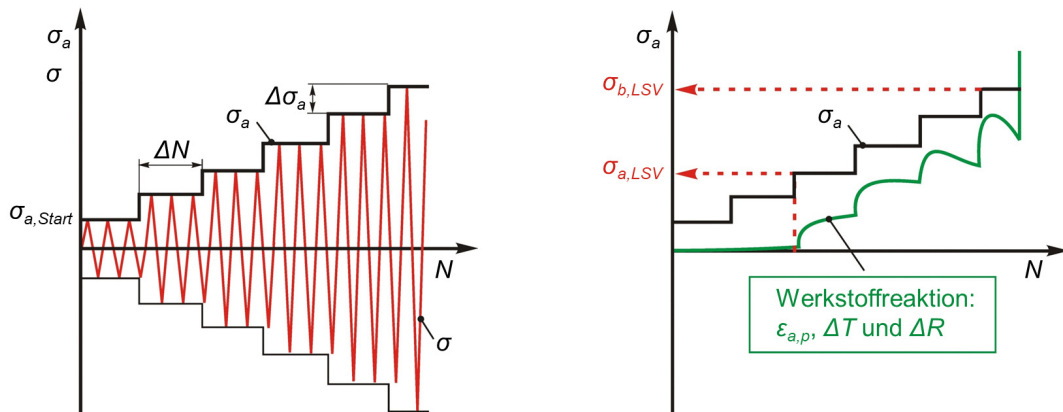 σa
σ
Δσa
σa
ΔN
σa,Start
N
σ
σa
σb,LSV
σa
σa,LSV
N
Werkstoffreaktion:
εa,p, ΔT und ΔR